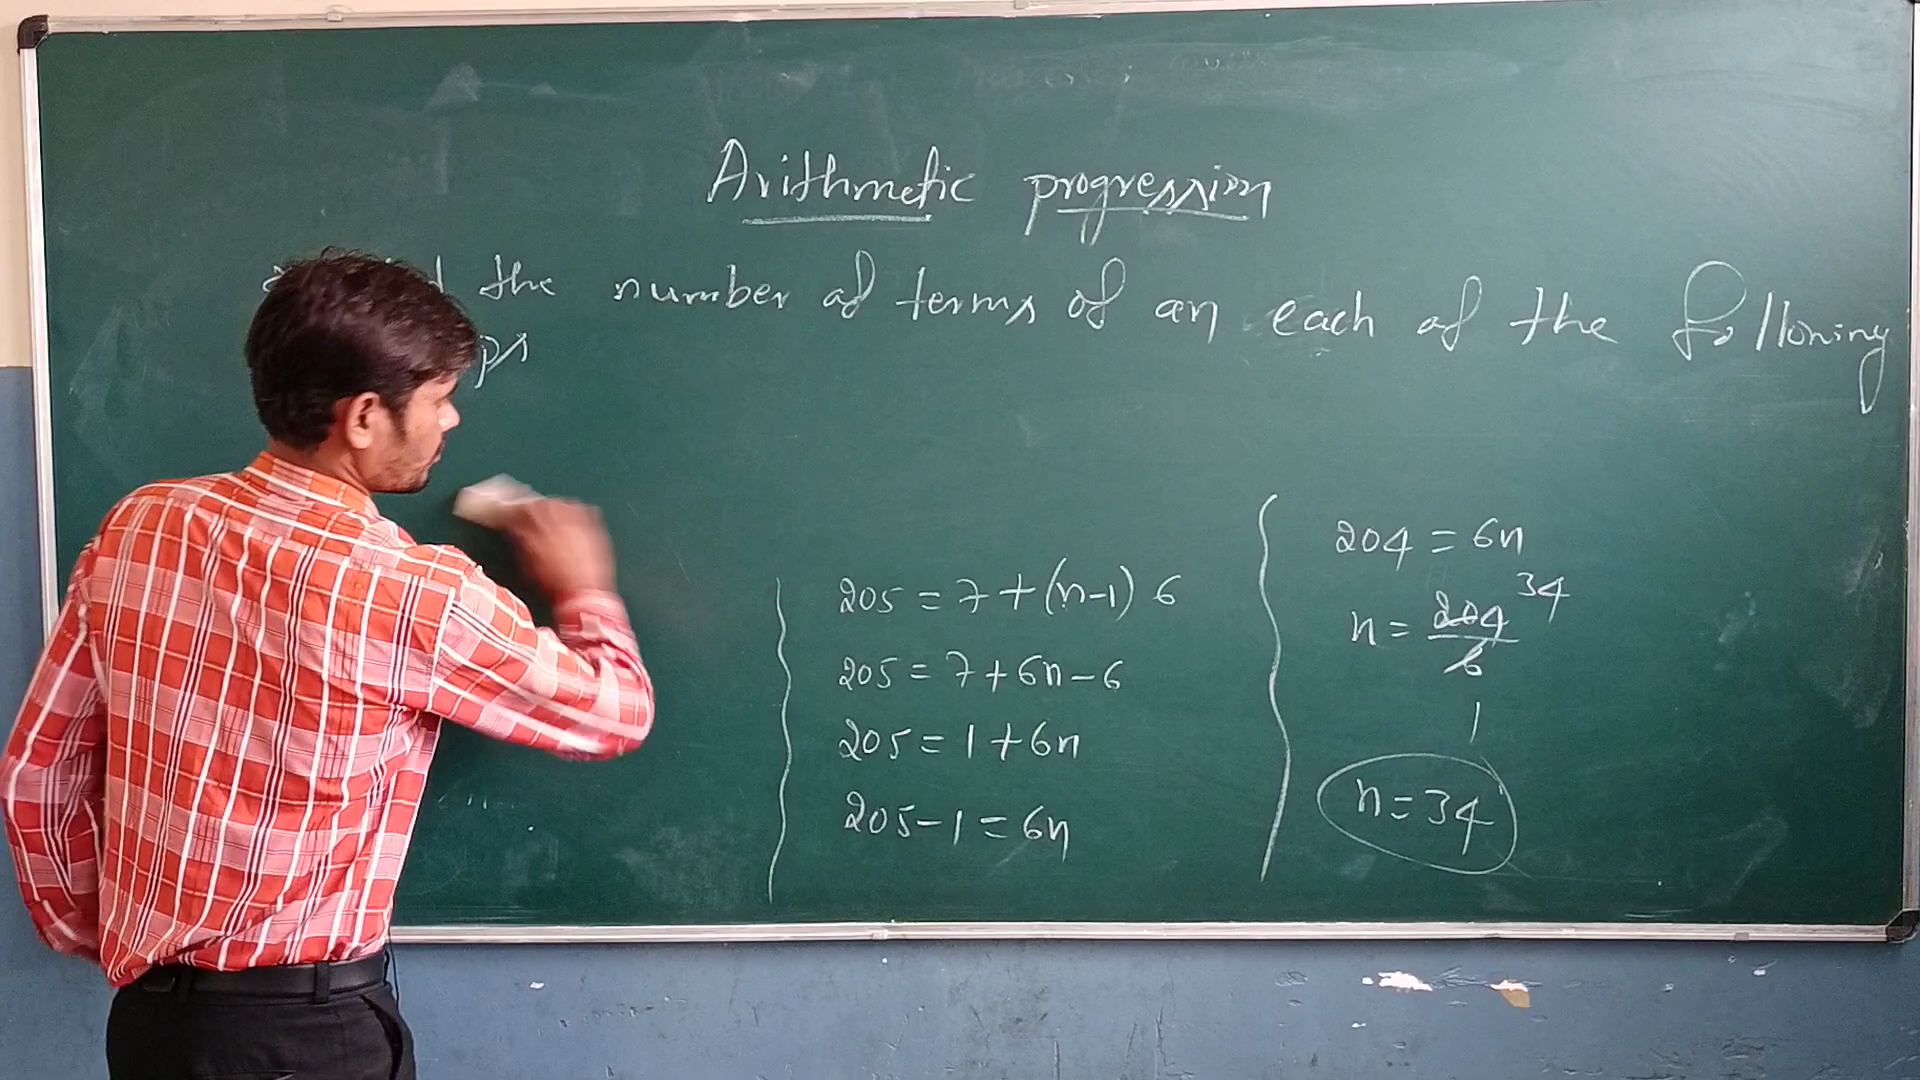 Arithmetic progression
the number of terms of an each of the following
ps
205 = 7 + (n-1) 6
205 = 7+6n-6
205 = 1+6n
205-1 = 6n
204 = 6n
n = 204/6 34
1
n=34